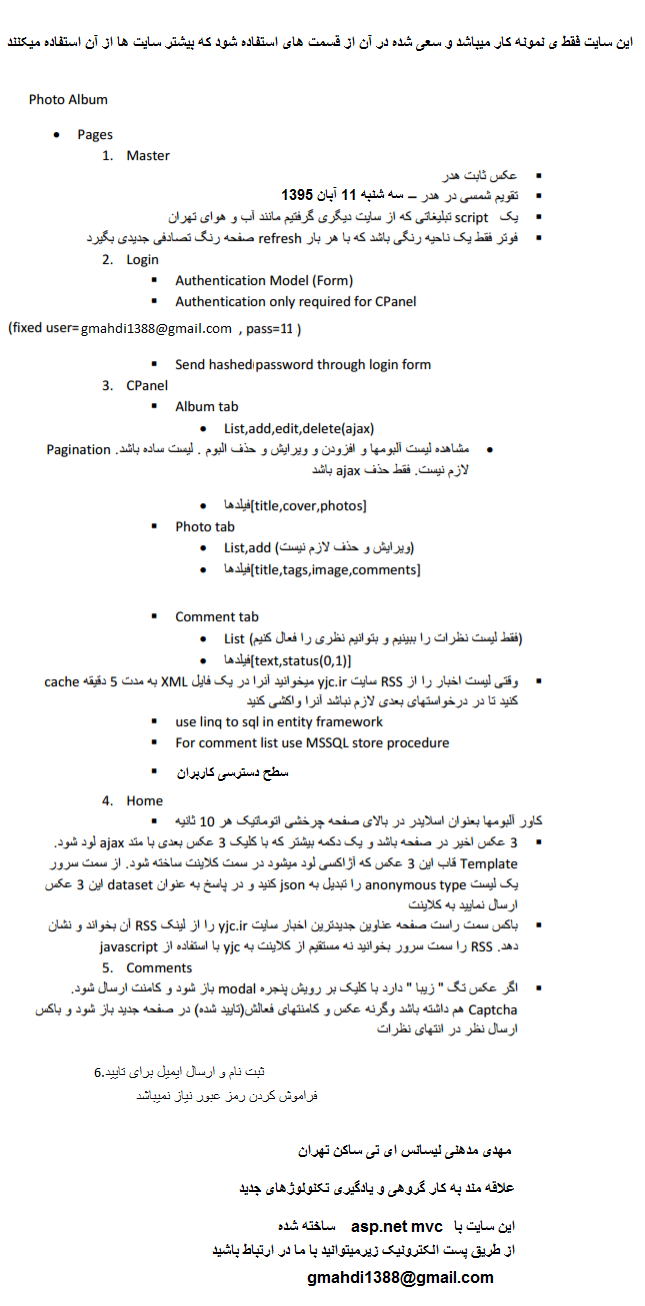 این سایت فقط ی نمونه کار میباشد و سعی شده در آن از قسمت های استفاده شود که بیشتر سایت ها از آن استفاده میکنند
Photo Album
• Pages
1. Master
▪ عکس ثابت هدر
▪ تقویم شمسی در هدر – سه شنبه 11 آبان 1395
▪ یک script تبلیغاتی که از سایت دیگری گرفتیم مانند آب و هوای تهران
▪ فوتر فقط یک ناحیه رنگی باشد که با هر بار refresh صفحه رنگ تصادفی جدیدی بگیرد
2. Login
▪ Authentication Model (Form)
▪ Authentication only required for CPanel
(fixed user=gmahdi1388@gmail.com , pass=11 )
▪ Send hashed password through login form
3. CPanel
▪ Album tab
• List,add,edit,delete(ajax)
• مشاهده لیست آلبومها و افزودن و ویرایش و حذف البوم . لیست ساده باشد. Pagination
لازم نیست. فقط حذف ajax باشد
• فیلدها[title,cover,photos]
▪ Photo tab
• List,add (ویرایش و حذف لازم نیست)
• فیلدها[title,tags,image,comments]
▪ Comment tab
• List (فقط لیست نظرات را ببینیم و بتوانیم نظری را فعال کنیم)
• فیلدها[text,status(0,1)]
▪ وقتی لیست اخبار را از RSS سایت yjc.ir میخوانید آنرا در یک فایل XML به مدت 5 دقیقه cache
کنید تا در درخواستهای بعدی لازم نباشد آنرا واکشی کنید
▪ use linq to sql in entity framework
▪ For comment list use MSSQL store procedure
▪ سطح دسترسی کاربران
4. Home
▪ کاور آلبومها بعنوان اسلایدر در بالای صفحه چرخشی اتوماتیک هر 10 ثانیه
▪ 3 عکس اخیر در صفحه باشد و یک دکمه بیشتر که با کلیک 3 عکس بعدی با متد ajax لود شود.
Template قاب این 3 عکس که آژاکسی لود میشود در سمت کلاینت ساخته شود. از سمت سرور
یک لیست anonymous type را تبدیل به json کنید و در پاسخ به عنوان dataset این 3 عکس
ارسال نمایید به کلاینت
▪ باکس سمت راست صفحه عناوین جدیدترین اخبار سایت yjc.ir را از لینک RSS آن بخواند و نشان
دهد. RSS را سمت سرور بخوانید نه مستقیم از کلاینت به yjc با استفاده از javascript
5. Comments
▪ اگر عکس تگ " زیبا " دارد با کلیک بر رویش پنجره modal باز شود و کامنت ارسال شود.
Captcha هم داشته باشد وگرنه عکس و کامنتهای فعالش(تایید شده) در صفحه جدید باز شود و باکس
ارسال نظر در انتهای نظرات
6.ثبت نام و ارسال ایمیل برای تایید
فراموش کردن رمز عبور نیاز نمیباشد
مهدی مدهنی لیسانس ای تی ساکن تهران
علاقه مند به کار گروهی و یادگیری تکنولوژهای جدید
این سایت با asp.net mvc ساخته شده
از طریق پست الکترونیک زیرمیتوانید با ما در ارتباط باشید
gmahdi1388@gmail.com